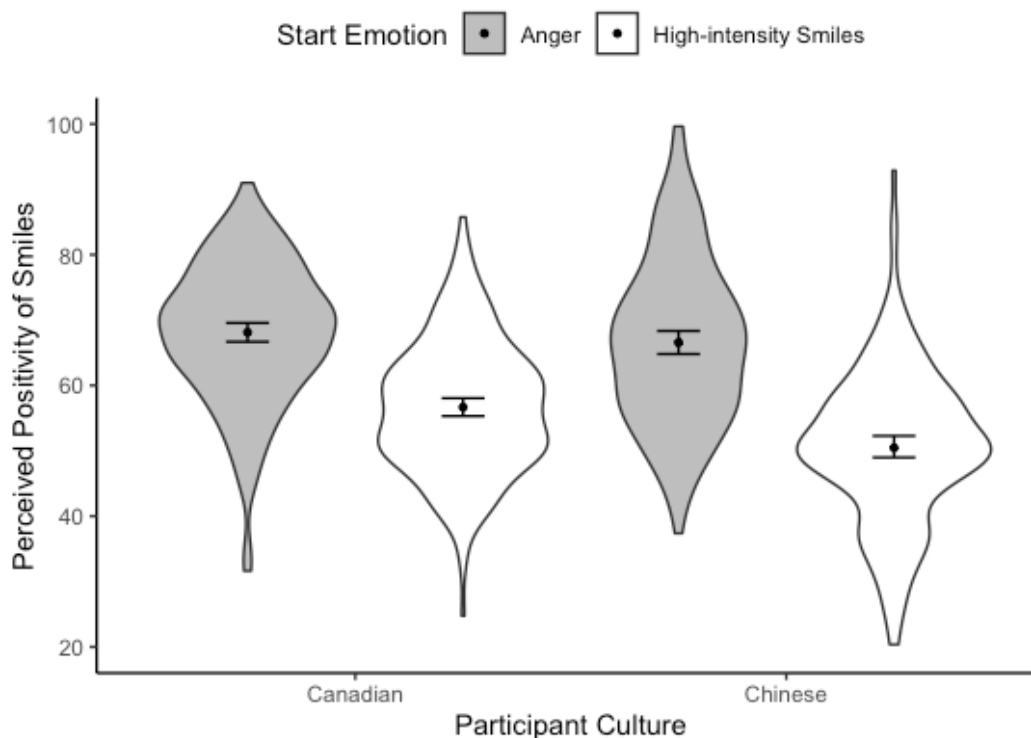 Start Emotion Anger High-intensity Smiles
Perceived Positivity of Smiles
100
80
60
40
20
Canadian Chinese
Participant Culture